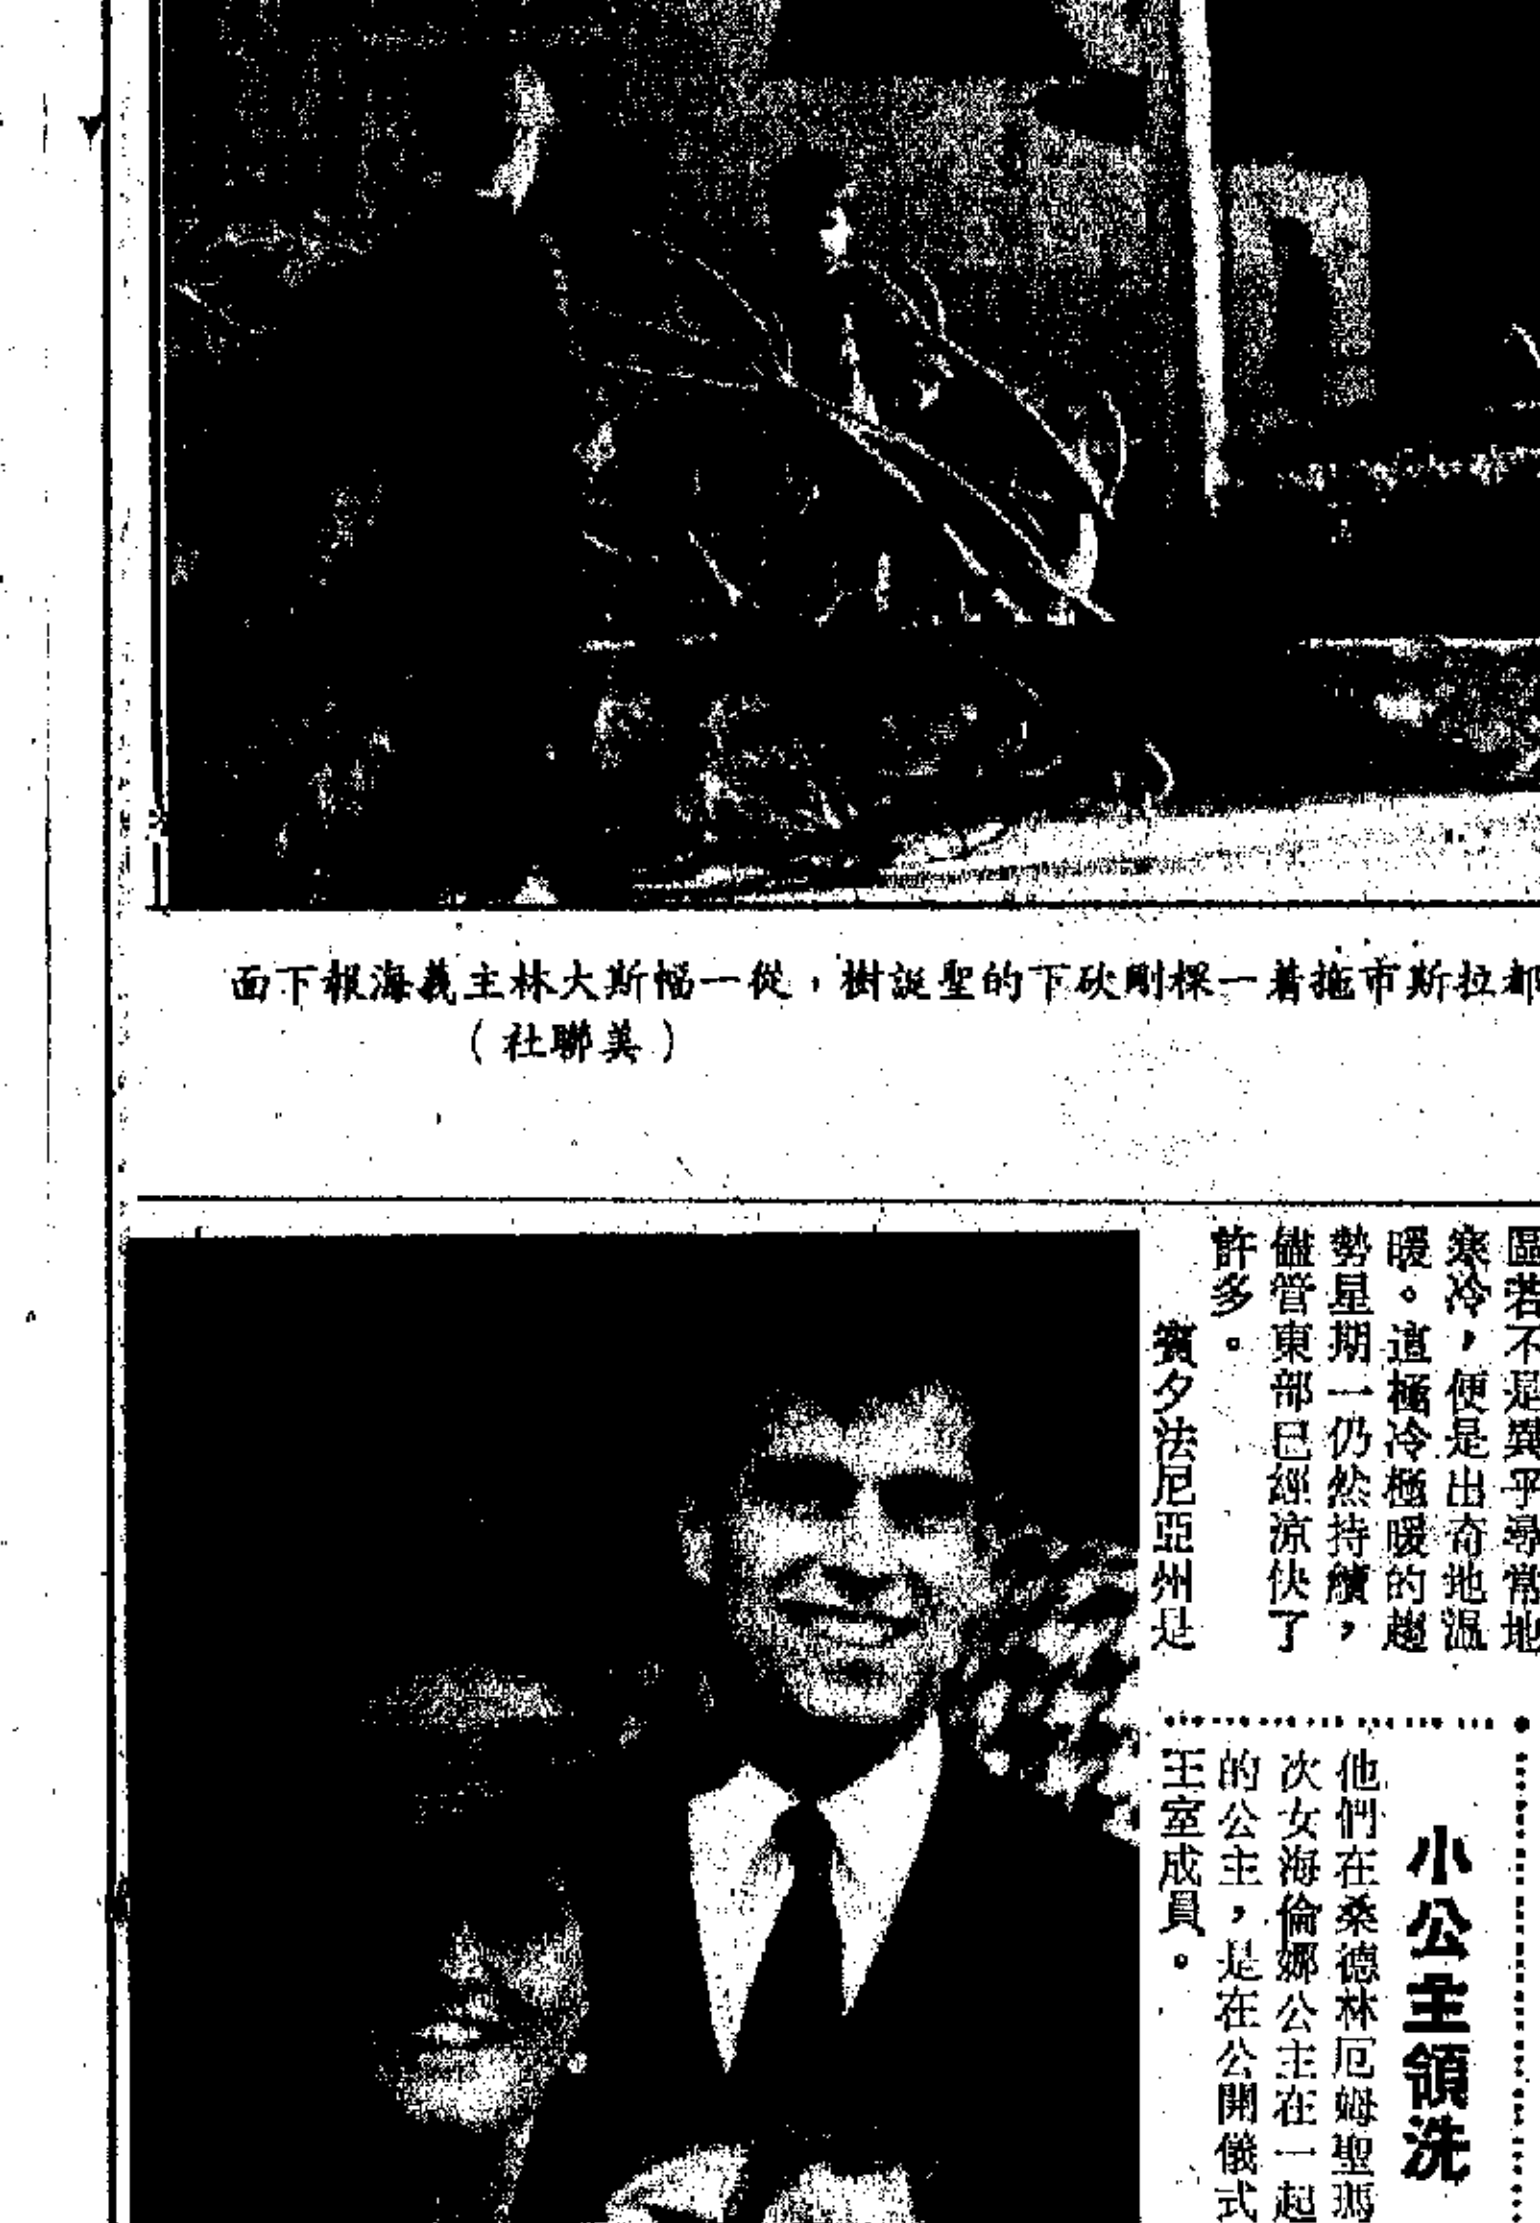 都拉斯市拖着一棵剛砍下的聖誕樹，從一幅斯大林主義海報下面
（美聯社）
區若不是異乎尋常地
寒冷，便是出奇地溫
暖。這極冷極暖的趨
勢星期一仍然持續，
儘管東部已經涼快了
許多。
賓夕法尼亞州是
小公主領洗
他們在桑德林厄姆聖瑪
次女海倫娜公主在一起
的公主，是在公開儀式
王室成員。